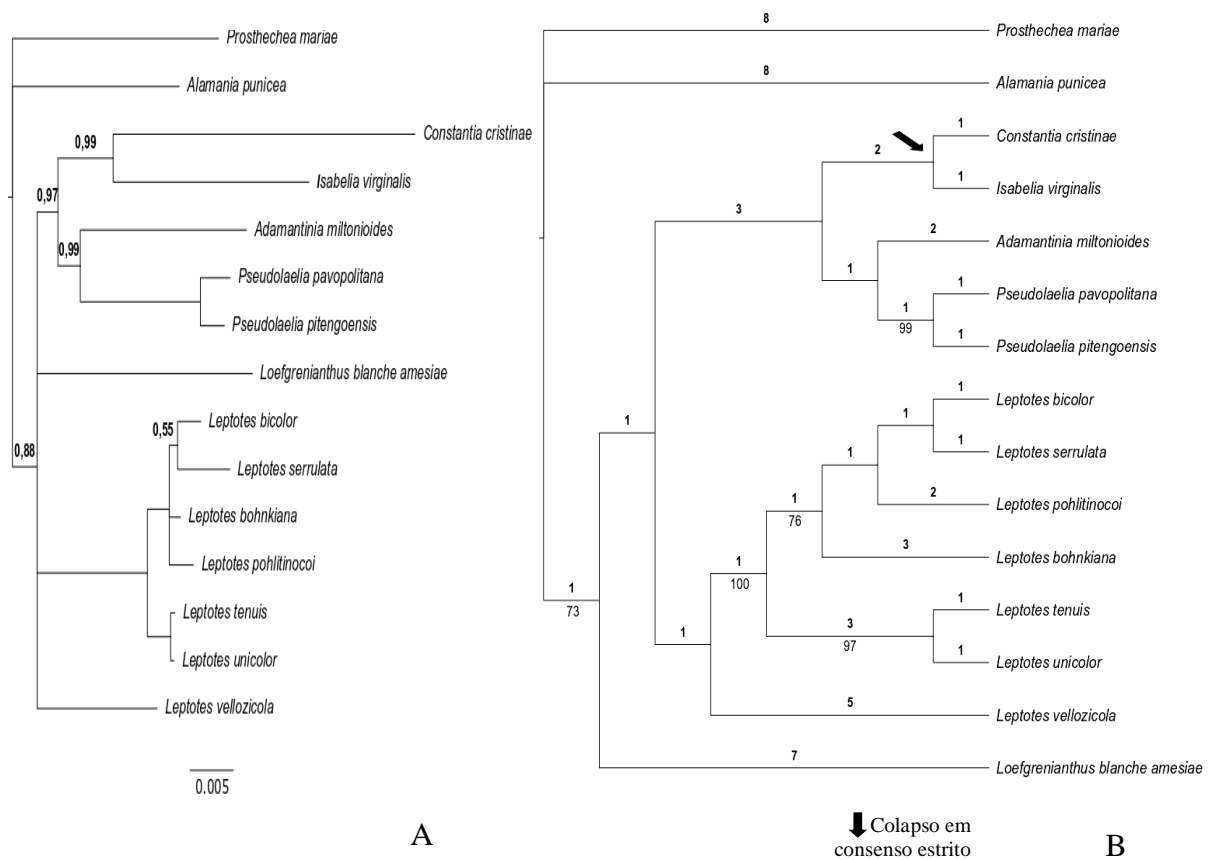 Prosthechea mariae
Alamania punicea
0,99
Constantia cristinae
Isabelia virginalis
0,97
0,99
Adamantinia miltonioides
Pseudolaelia pavopolitana
Pseudolaelia pitengoensis
Loefgrenianthus blanche amesiae
0,88
0,55
Leptotes bicolor
Leptotes serrulata
Leptotes bohnkiana
Leptotes pohlitinocoi
Leptotes tenuis
Leptotes unicolor
Leptotes vellozicola
0.005
A
8
Prosthechea mariae
8
Alamania punicea
1
Constantia cristinae
2
1
Isabelia virginalis
3
2
Adamantinia miltonioides
1
1
Pseudolaelia pavopolitana
1
99
1
Pseudolaelia pitengoensis
1
Leptotes bicolor
1
1
Leptotes serrulata
1
1
2
Leptotes pohlitinocoi
1
76
3
Leptotes bohnkiana
1
100
1
Leptotes tenuis
1
73
3
97
1
Leptotes unicolor
1
5
Leptotes vellozicola
7
Loefgrenianthus blanche amesiae
Colapso em
consenso estrito
B